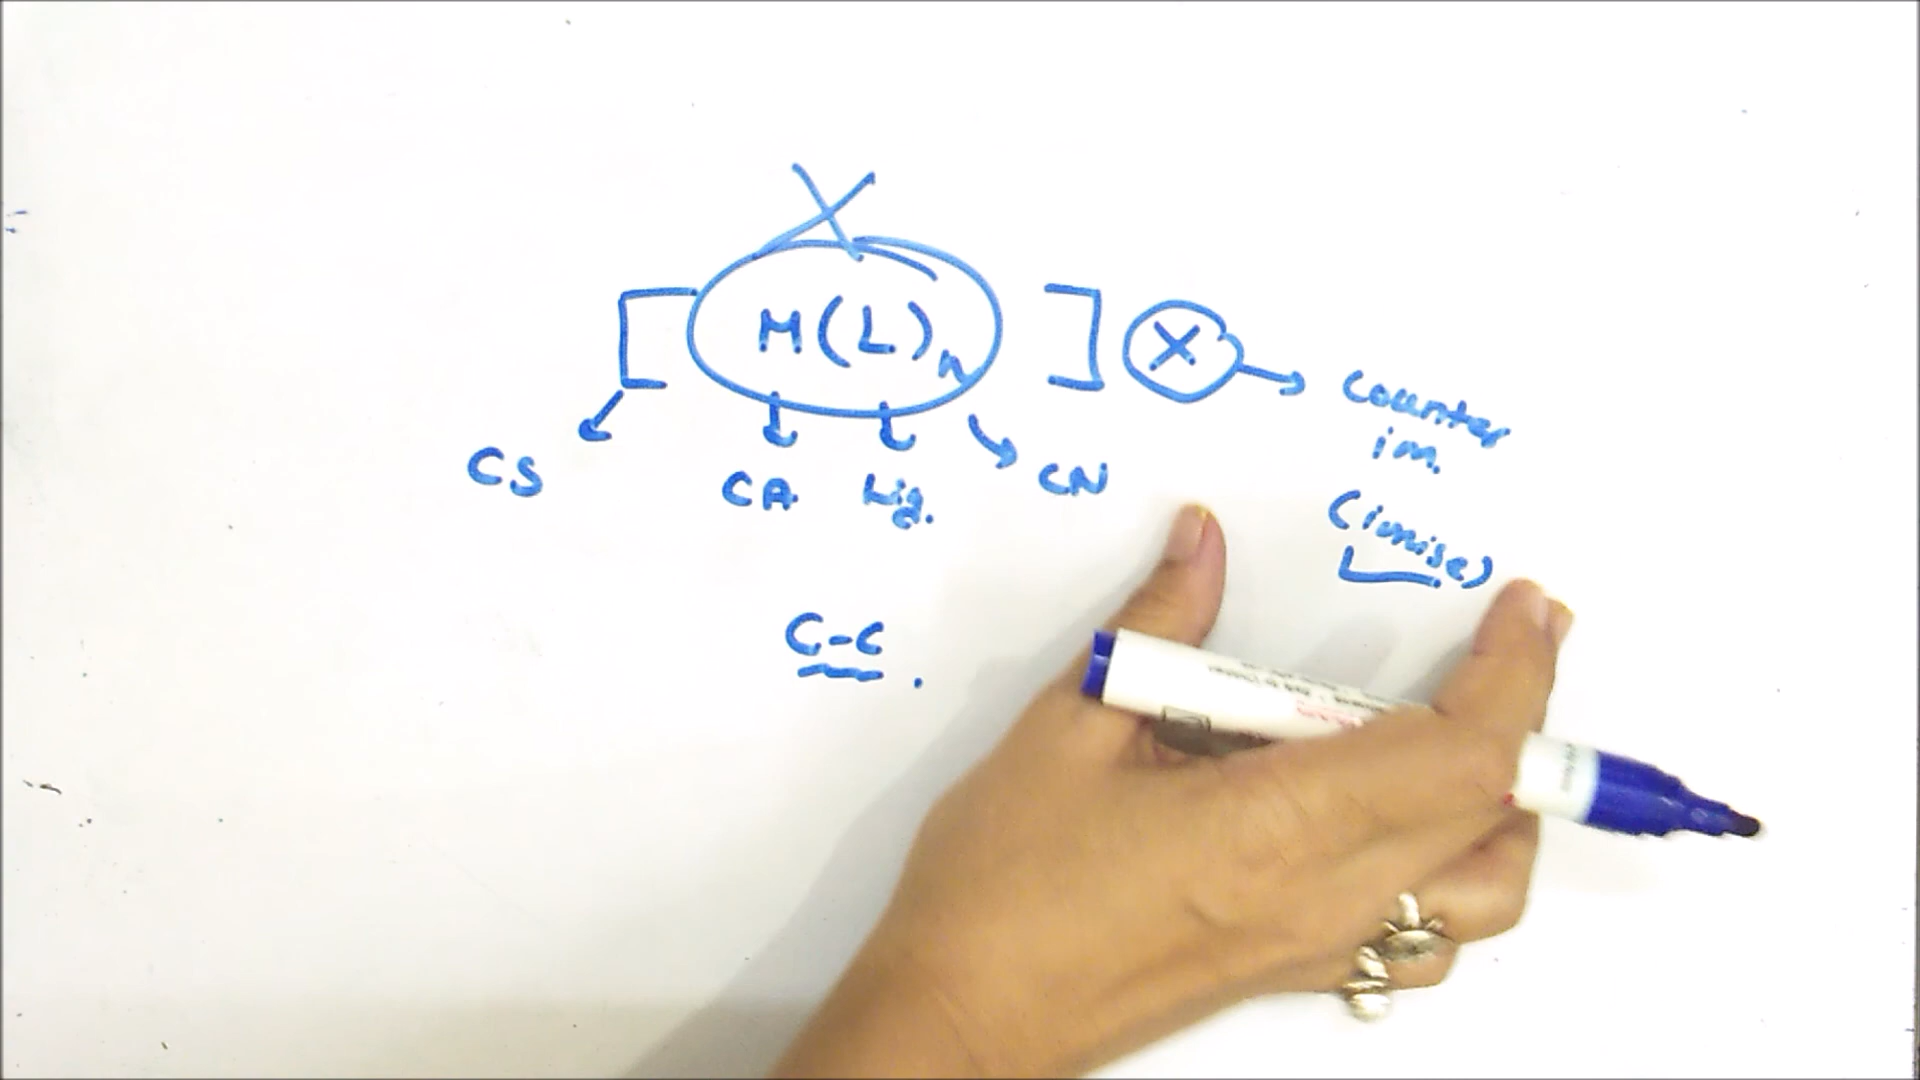 [M(L)n] X
Counter
ion.
(ionise)
CS
CA
Lig.
CN
C-C.